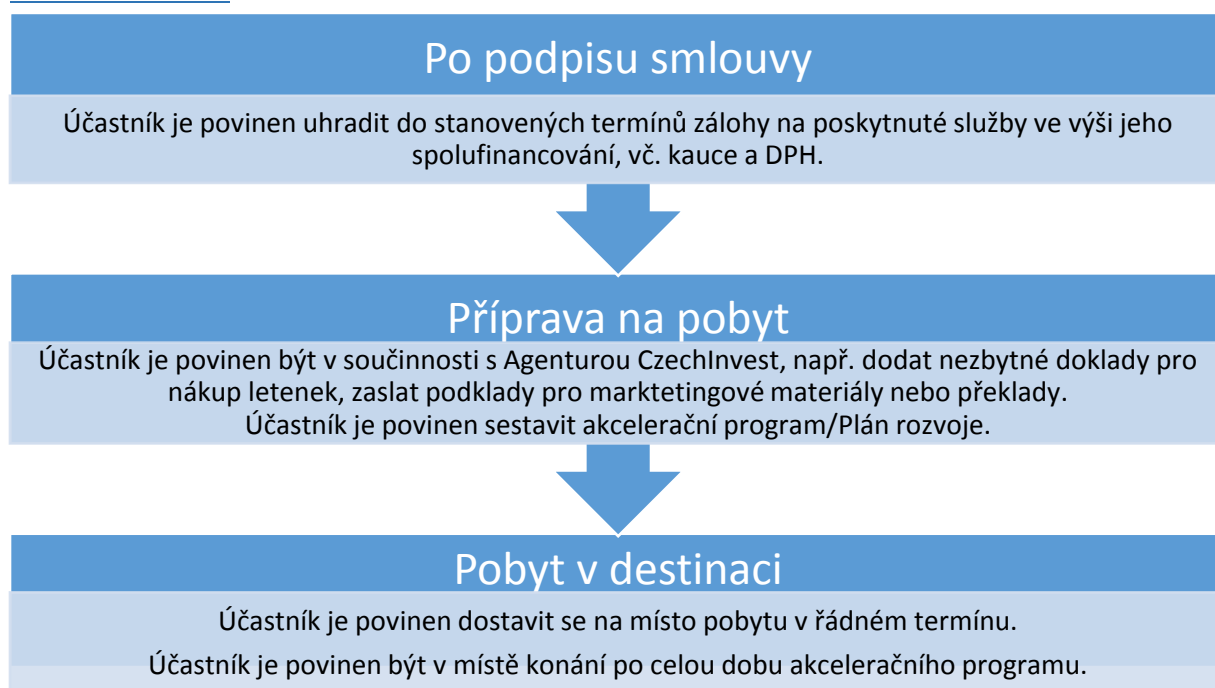 Po podpisu smlouvy
Účastník je povinen uhradit do stanovených termínů zálohy na poskytnuté služby ve výši jeho
spolufinancování, vč. kauce a DPH.
Příprava na pobyt
Účastník je povinen být v součinnosti s Agenturou CzechInvest, např. dodat nezbytné doklady pro
nákup letenek, zaslat podklady pro marktetingové materiály nebo překlady.
Účastník je povinen sestavit akcelerační program/Plán rozvoje.
Pobyt v destinaci
Účastník je povinen dostavit se na místo pobytu v řádném termínu.
Účastník je povinen být v místě konání po celou dobu akceleračního programu.